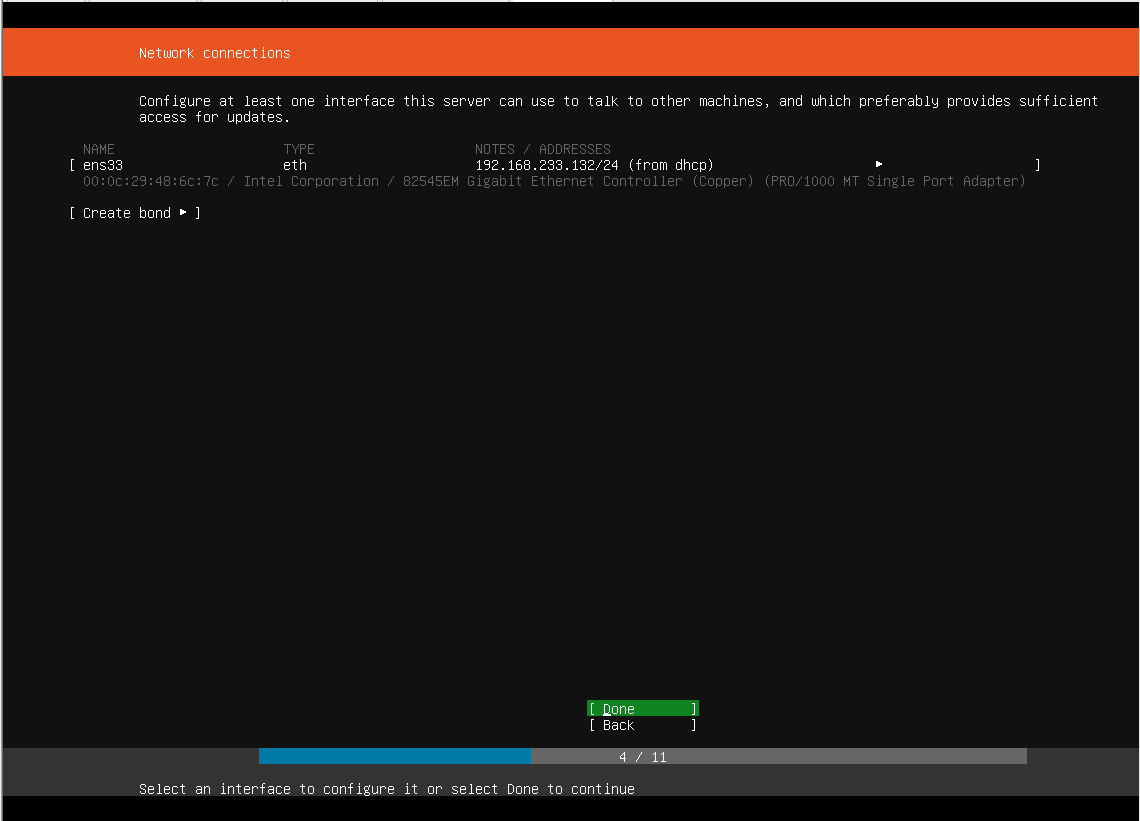 Network connections
Configure at least one interface this server can use to talk to other machines, and which preferably provides sufficient
access for updates.
NAME TYPE NOTES / ADDRESSES
[ ens33 eth 192.168.233.132/24 (from dhcp) ▸ ]
00:0c:29:48:6c:7c / Intel Corporation / 82545EM Gigabit Ethernet Controller (Copper) (PRO/1000 MT Single Port Adapter)
[ Create bond ▸ ]
[ Done ]
[ Back ]
4 / 11
Select an interface to configure it or select Done to continue